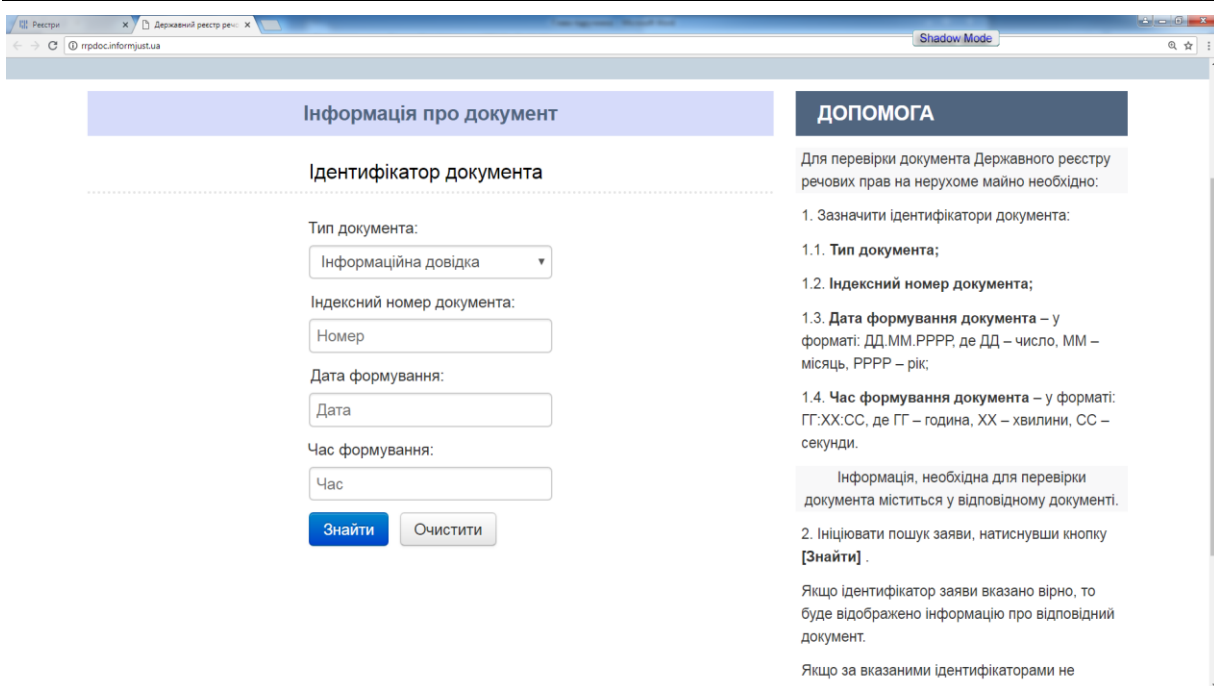 Реєстри
Державний реєстр речо
rrpdoc.informjust.ua
Shadow Mode
Інформація про документ
Ідентифікатор документа
Тип документа:
Інформаційна довідка
Індексний номер документа:
Номер
Дата формування:
Дата
Час формування:
Час
Знайти
Очистити
ДОПОМОГА
Для перевірки документа Державного реєстру
речових прав на нерухоме майно необхідно:
1. Зазначити ідентифікатори документа:
1.1. Тип документа;
1.2. Індексний номер документа;
1.3. Дата формування документа – у
форматі: ДД.ММ.РРРР, де ДД – число, ММ –
місяць, РРРР – рік;
1.4. Час формування документа – у форматі:
ГГ:ХХ:СС, де ГГ – година, ХХ – хвилини, СС –
секунди.
Інформація, необхідна для перевірки
документа міститься у відповідному документі.
2. Ініціювати пошук заяви, натиснувши кнопку
[Знайти] .
Якщо ідентифікатор заяви вказано вірно, то
буде відображено інформацію про відповідний
документ.
Якщо за вказаними ідентифікаторами не